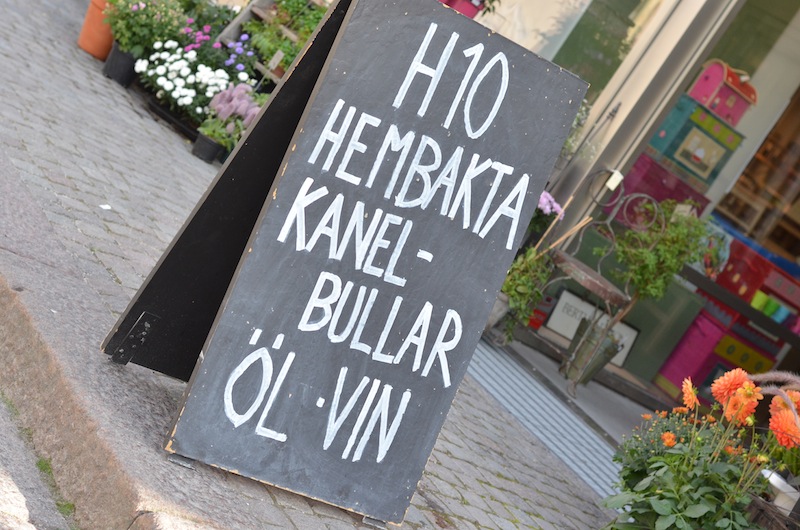 H10
HEMBAKTA
KANEL-
BULLAR
ÖL · VIN